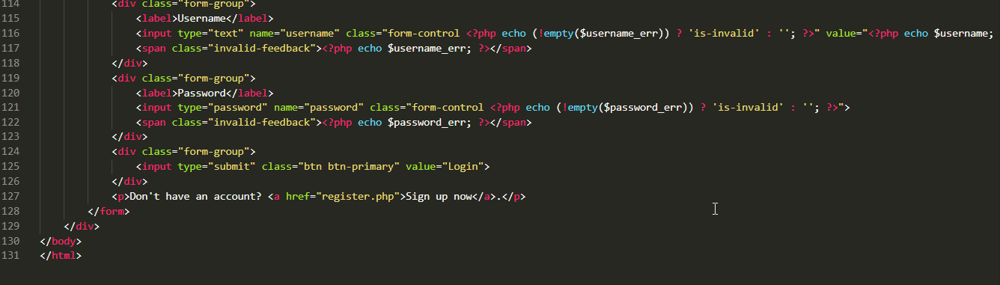 114 <div class="form-group">
115 <label>Username</label>
116 <input type="text" name="username" class="form-control <?php echo (!empty($username_err)) ? 'is-invalid' : ''; ?>" value="<?php echo $username;
117 <span class="invalid-feedback"><?php echo $username_err; ?></span>
118 </div>
119 <div class="form-group">
120 <label>Password</label>
121 <input type="password" name="password" class="form-control <?php echo (!empty($password_err)) ? 'is-invalid' : ''; ?>">
122 <span class="invalid-feedback"><?php echo $password_err; ?></span>
123 </div>
124 <div class="form-group">
125 <input type="submit" class="btn btn-primary" value="Login">
126 </div>
127 <p>Don't have an account? <a href="register.php">Sign up now</a>.</p>
128 </form>
129 </div>
130 </body>
131 </html>